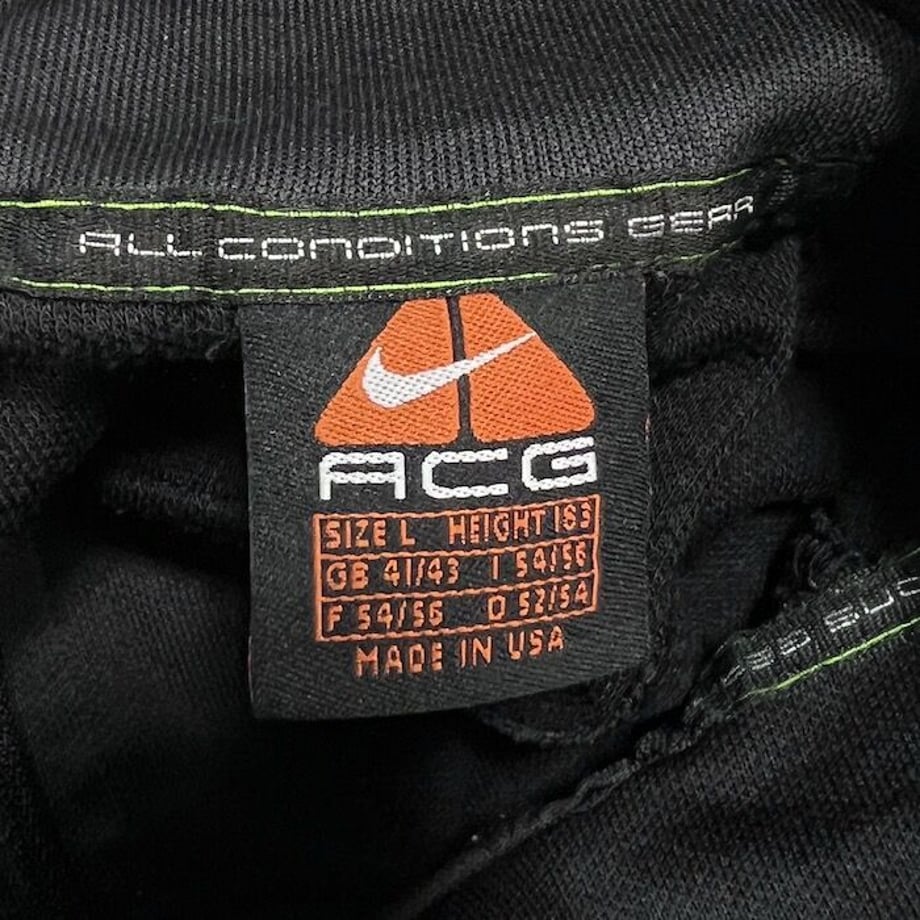 ALL CONDITIONS GEAR
ACG
SIZE L HEIGHT 183
GB 41/43 I 54/56
F 54/56 D 52/54
MADE IN USA